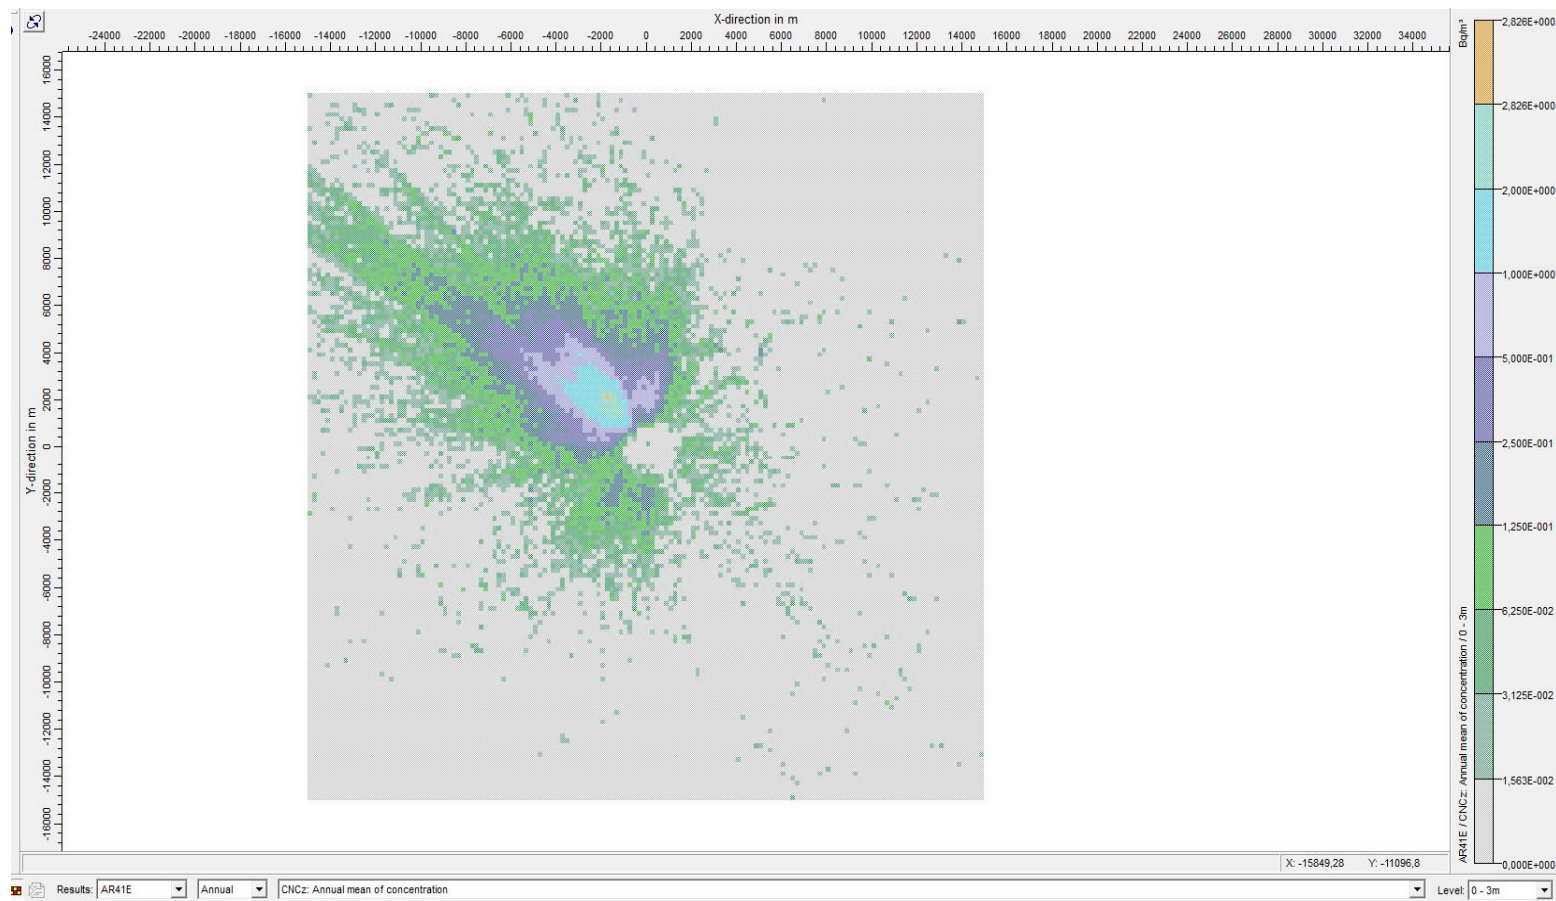 X-direction in m
-24000 -22000 -20000 -18000 -16000 -14000 -12000 -10000 -8000 -6000 -4000 -2000 0 2000 4000 6000 8000 10000 12000 14000 16000 18000 20000 22000 24000 26000 28000 30000 32000 34000
Y-direction in m
16000
14000
12000
10000
8000
6000
4000
2000
0
-2000
-4000
-6000
-8000
-10000
-12000
-14000
-16000
Bq/m³
AR41E / CNCz: Annual mean of concentration / 0 - 3m
2,826E+000
2,826E+000
2,000E+000
1,000E+000
5,000E-001
2,500E-001
1,250E-001
6,250E-002
3,125E-002
1,563E-002
0,000E+000
X: -15849,28 Y: -11096,8
Results: AR41E Annual CNCz: Annual mean of concentration Level: 0 - 3m